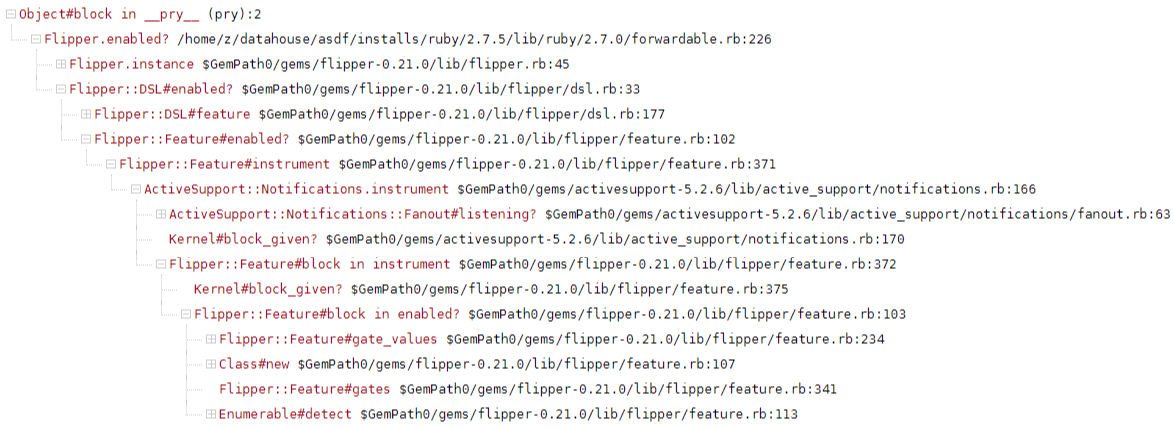 Object#block in __pry__ (pry):2
Flipper.enabled? /home/z/datahouse/asdf/installs/ruby/2.7.5/lib/ruby/2.7.0/forwardable.rb:226
Flipper.instance $GemPath0/gems/flipper-0.21.0/lib/flipper.rb:45
Flipper::DSL#enabled? $GemPath0/gems/flipper-0.21.0/lib/flipper/dsl.rb:33
Flipper::DSL#feature $GemPath0/gems/flipper-0.21.0/lib/flipper/dsl.rb:177
Flipper::Feature#enabled? $GemPath0/gems/flipper-0.21.0/lib/flipper/feature.rb:102
Flipper::Feature#instrument $GemPath0/gems/flipper-0.21.0/lib/flipper/feature.rb:371
ActiveSupport::Notifications.instrument $GemPath0/gems/activesupport-5.2.6/lib/active_support/notifications.rb:166
ActiveSupport::Notifications::Fanout#listening? $GemPath0/gems/activesupport-5.2.6/lib/active_support/notifications/fanout.rb:63
Kernel#block_given? $GemPath0/gems/activesupport-5.2.6/lib/active_support/notifications.rb:170
Flipper::Feature#block in instrument $GemPath0/gems/flipper-0.21.0/lib/flipper/feature.rb:372
Kernel#block_given? $GemPath0/gems/flipper-0.21.0/lib/flipper/feature.rb:375
Flipper::Feature#block in enabled? $GemPath0/gems/flipper-0.21.0/lib/flipper/feature.rb:103
Flipper::Feature#gate_values $GemPath0/gems/flipper-0.21.0/lib/flipper/feature.rb:234
Class#new $GemPath0/gems/flipper-0.21.0/lib/flipper/feature.rb:107
Flipper::Feature#gates $GemPath0/gems/flipper-0.21.0/lib/flipper/feature.rb:341
Enumerable#detect $GemPath0/gems/flipper-0.21.0/lib/flipper/feature.rb:113